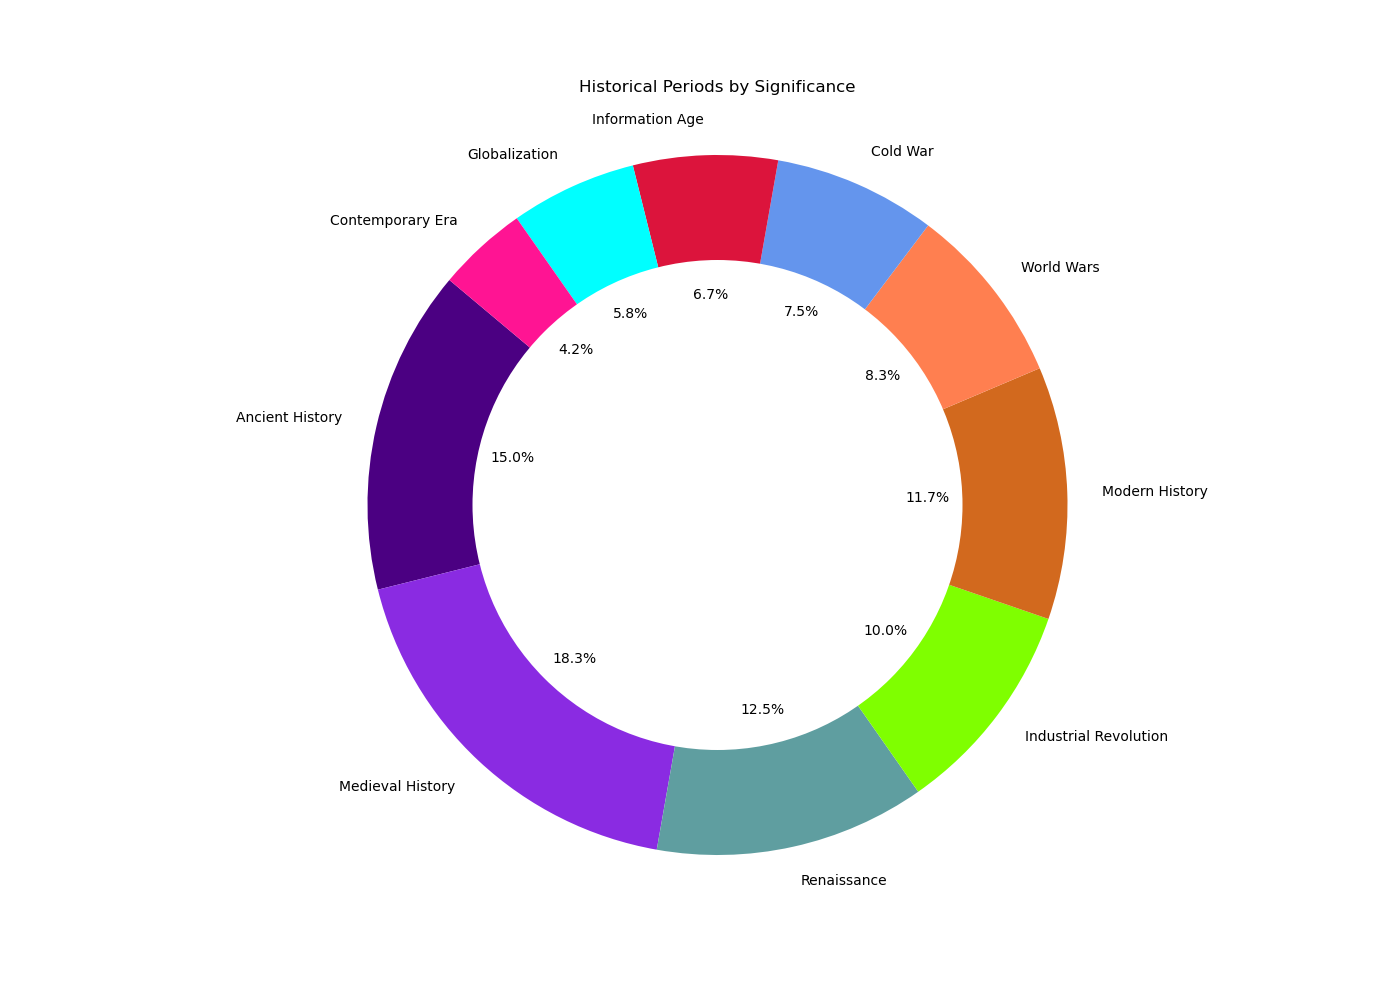 Historical Periods by Significance
Information Age
Cold War
Globalization
Contemporary Era
World Wars
6.7%
7.5%
5.8%
4.2%
8.3%
Ancient History
15.0%
11.7%
Modern History
10.0%
18.3%
12.5%
Industrial Revolution
Medieval History
Renaissance